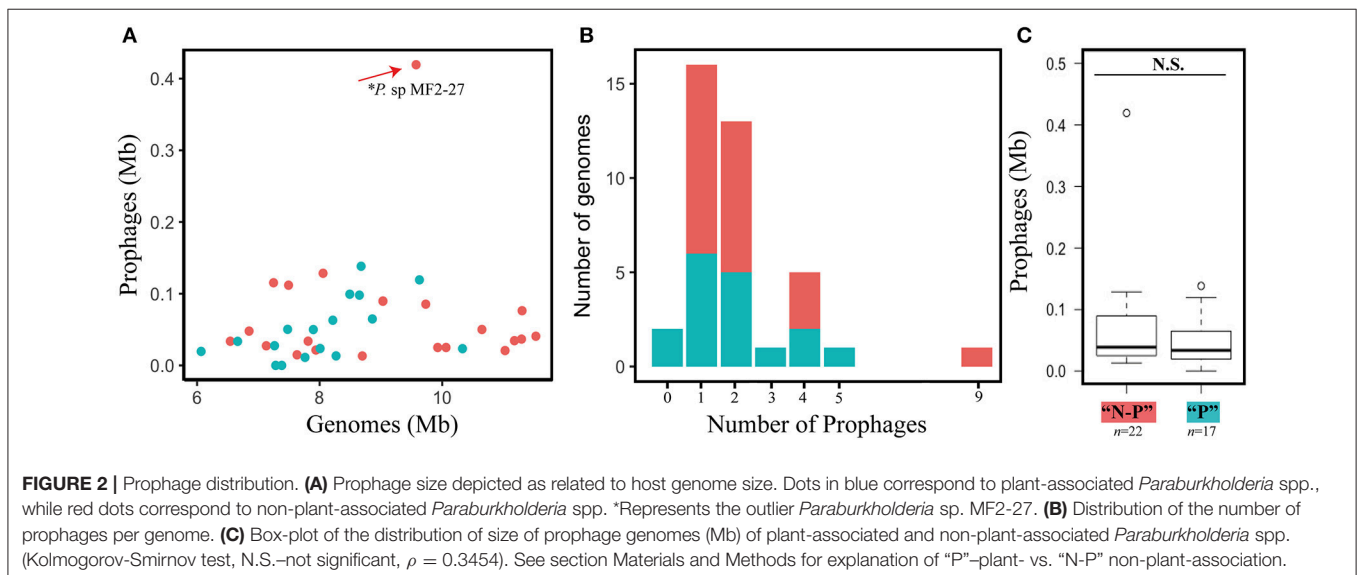 A
Prophages (Mb)
0.4
0.3
0.2
0.1
0.0
*P. sp MF2-27
6 8 10
Genomes (Mb)
B
Number of genomes
15
10
5
0
0 1 2 3 4 5 9
Number of Prophages
C
Prophages (Mb)
0.5
0.4
0.3
0.2
0.1
0.0
N.S.
“N-P” “P”
n=22 n=17
FIGURE 2 | Prophage distribution. (A) Prophage size depicted as related to host genome size. Dots in blue correspond to plant-associated Paraburkholderia spp.,
while red dots correspond to non-plant-associated Paraburkholderia spp. *Represents the outlier Paraburkholderia sp. MF2-27. (B) Distribution of the number of
prophages per genome. (C) Box-plot of the distribution of size of prophage genomes (Mb) of plant-associated and non-plant-associated Paraburkholderia spp.
(Kolmogorov-Smirnov test, N.S.–not significant, ρ = 0.3454). See section Materials and Methods for explanation of “P”–plant- vs. “N-P” non-plant-association.